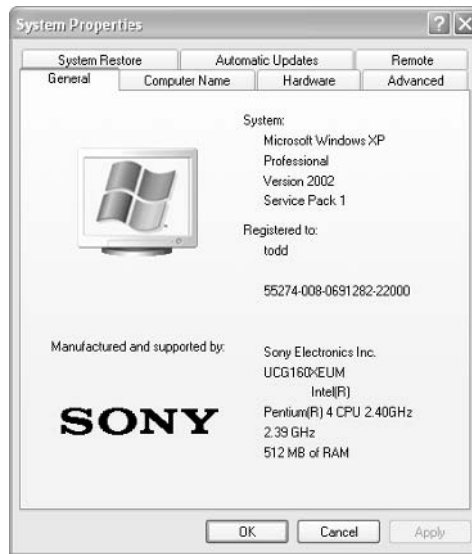 System Properties
System Restore Automatic Updates Remote
General Computer Name Hardware Advanced
System:
Microsoft Windows XP
Professional
Version 2002
Service Pack 1
Registered to:
todd
55274-008-0691282-22000
Manufactured and supported by:
SONY
Sony Electronics Inc.
UCG160XEUM
Intel(R)
Pentium(R) 4 CPU 2.40GHz
2.39 GHz
512 MB of RAM
OK Cancel Apply